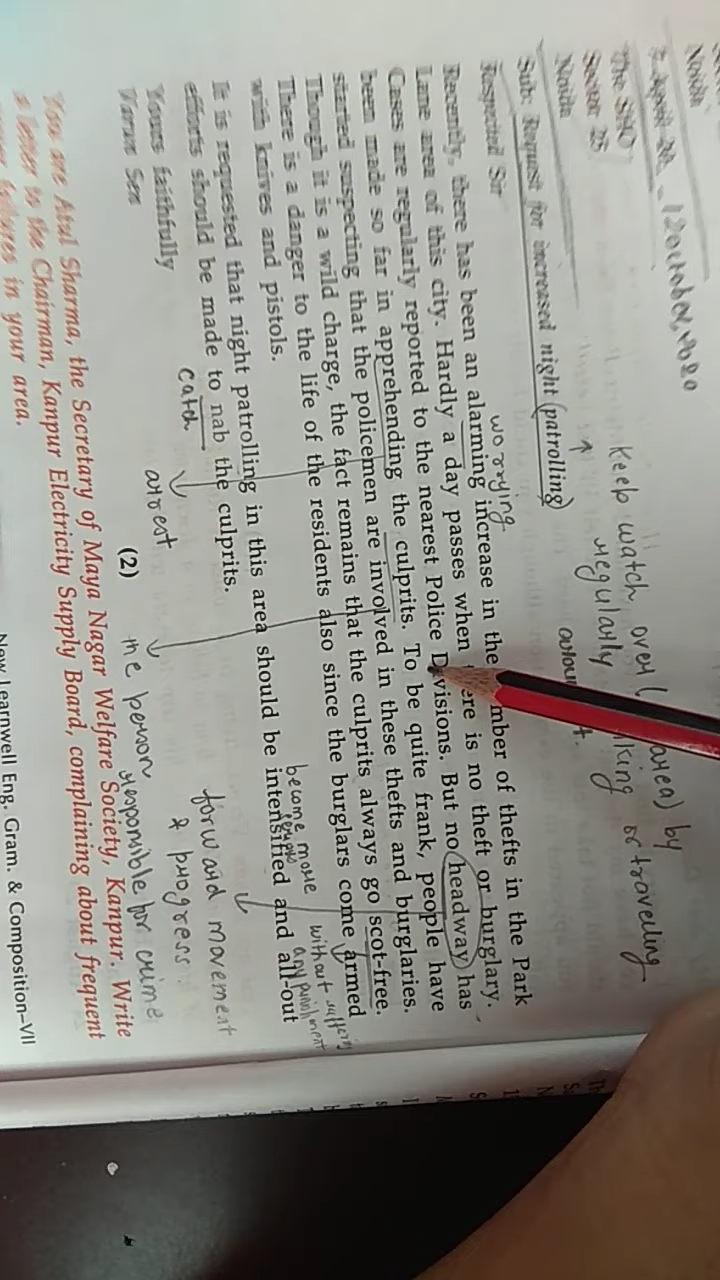 Noida
12 october, 2020
The SHO
Sector 25
Noida
Keep watch over (area) by
regularly
or travelling
Sub: Request for increased night (patrolling)
Respected Sir
worrying
Recently, there has been an alarming increase in the mber of thefts in the Park
Lane area of this city. Hardly a day passes when ere is no theft or burglary.
Cases are regularly reported to the nearest Police Divisions. But no headway has
been made so far in apprehending the culprits. To be quite frank, people have
started suspecting that the policemen are involved in these thefts and burglaries.
Though it is a wild charge, the fact remains that the culprits always go scot-free.
There is a danger to the life of the residents also since the burglars come armed
with knives and pistols.
become more
without suffering
any punishment
It is requested that night patrolling in this area should be intensified and all-out
efforts should be made to nab the culprits.
catch
arrest
forward movement
& progress
Yours faithfully
Varun Sen
the person responsible for crime
(2)
You are Atul Sharma, the Secretary of Maya Nagar Welfare Society, Kanpur. Write
a letter to the Chairman, Kanpur Electricity Supply Board, complaining about frequent
failures in your area.
New Learnwell Eng. Gram. & Composition–VII